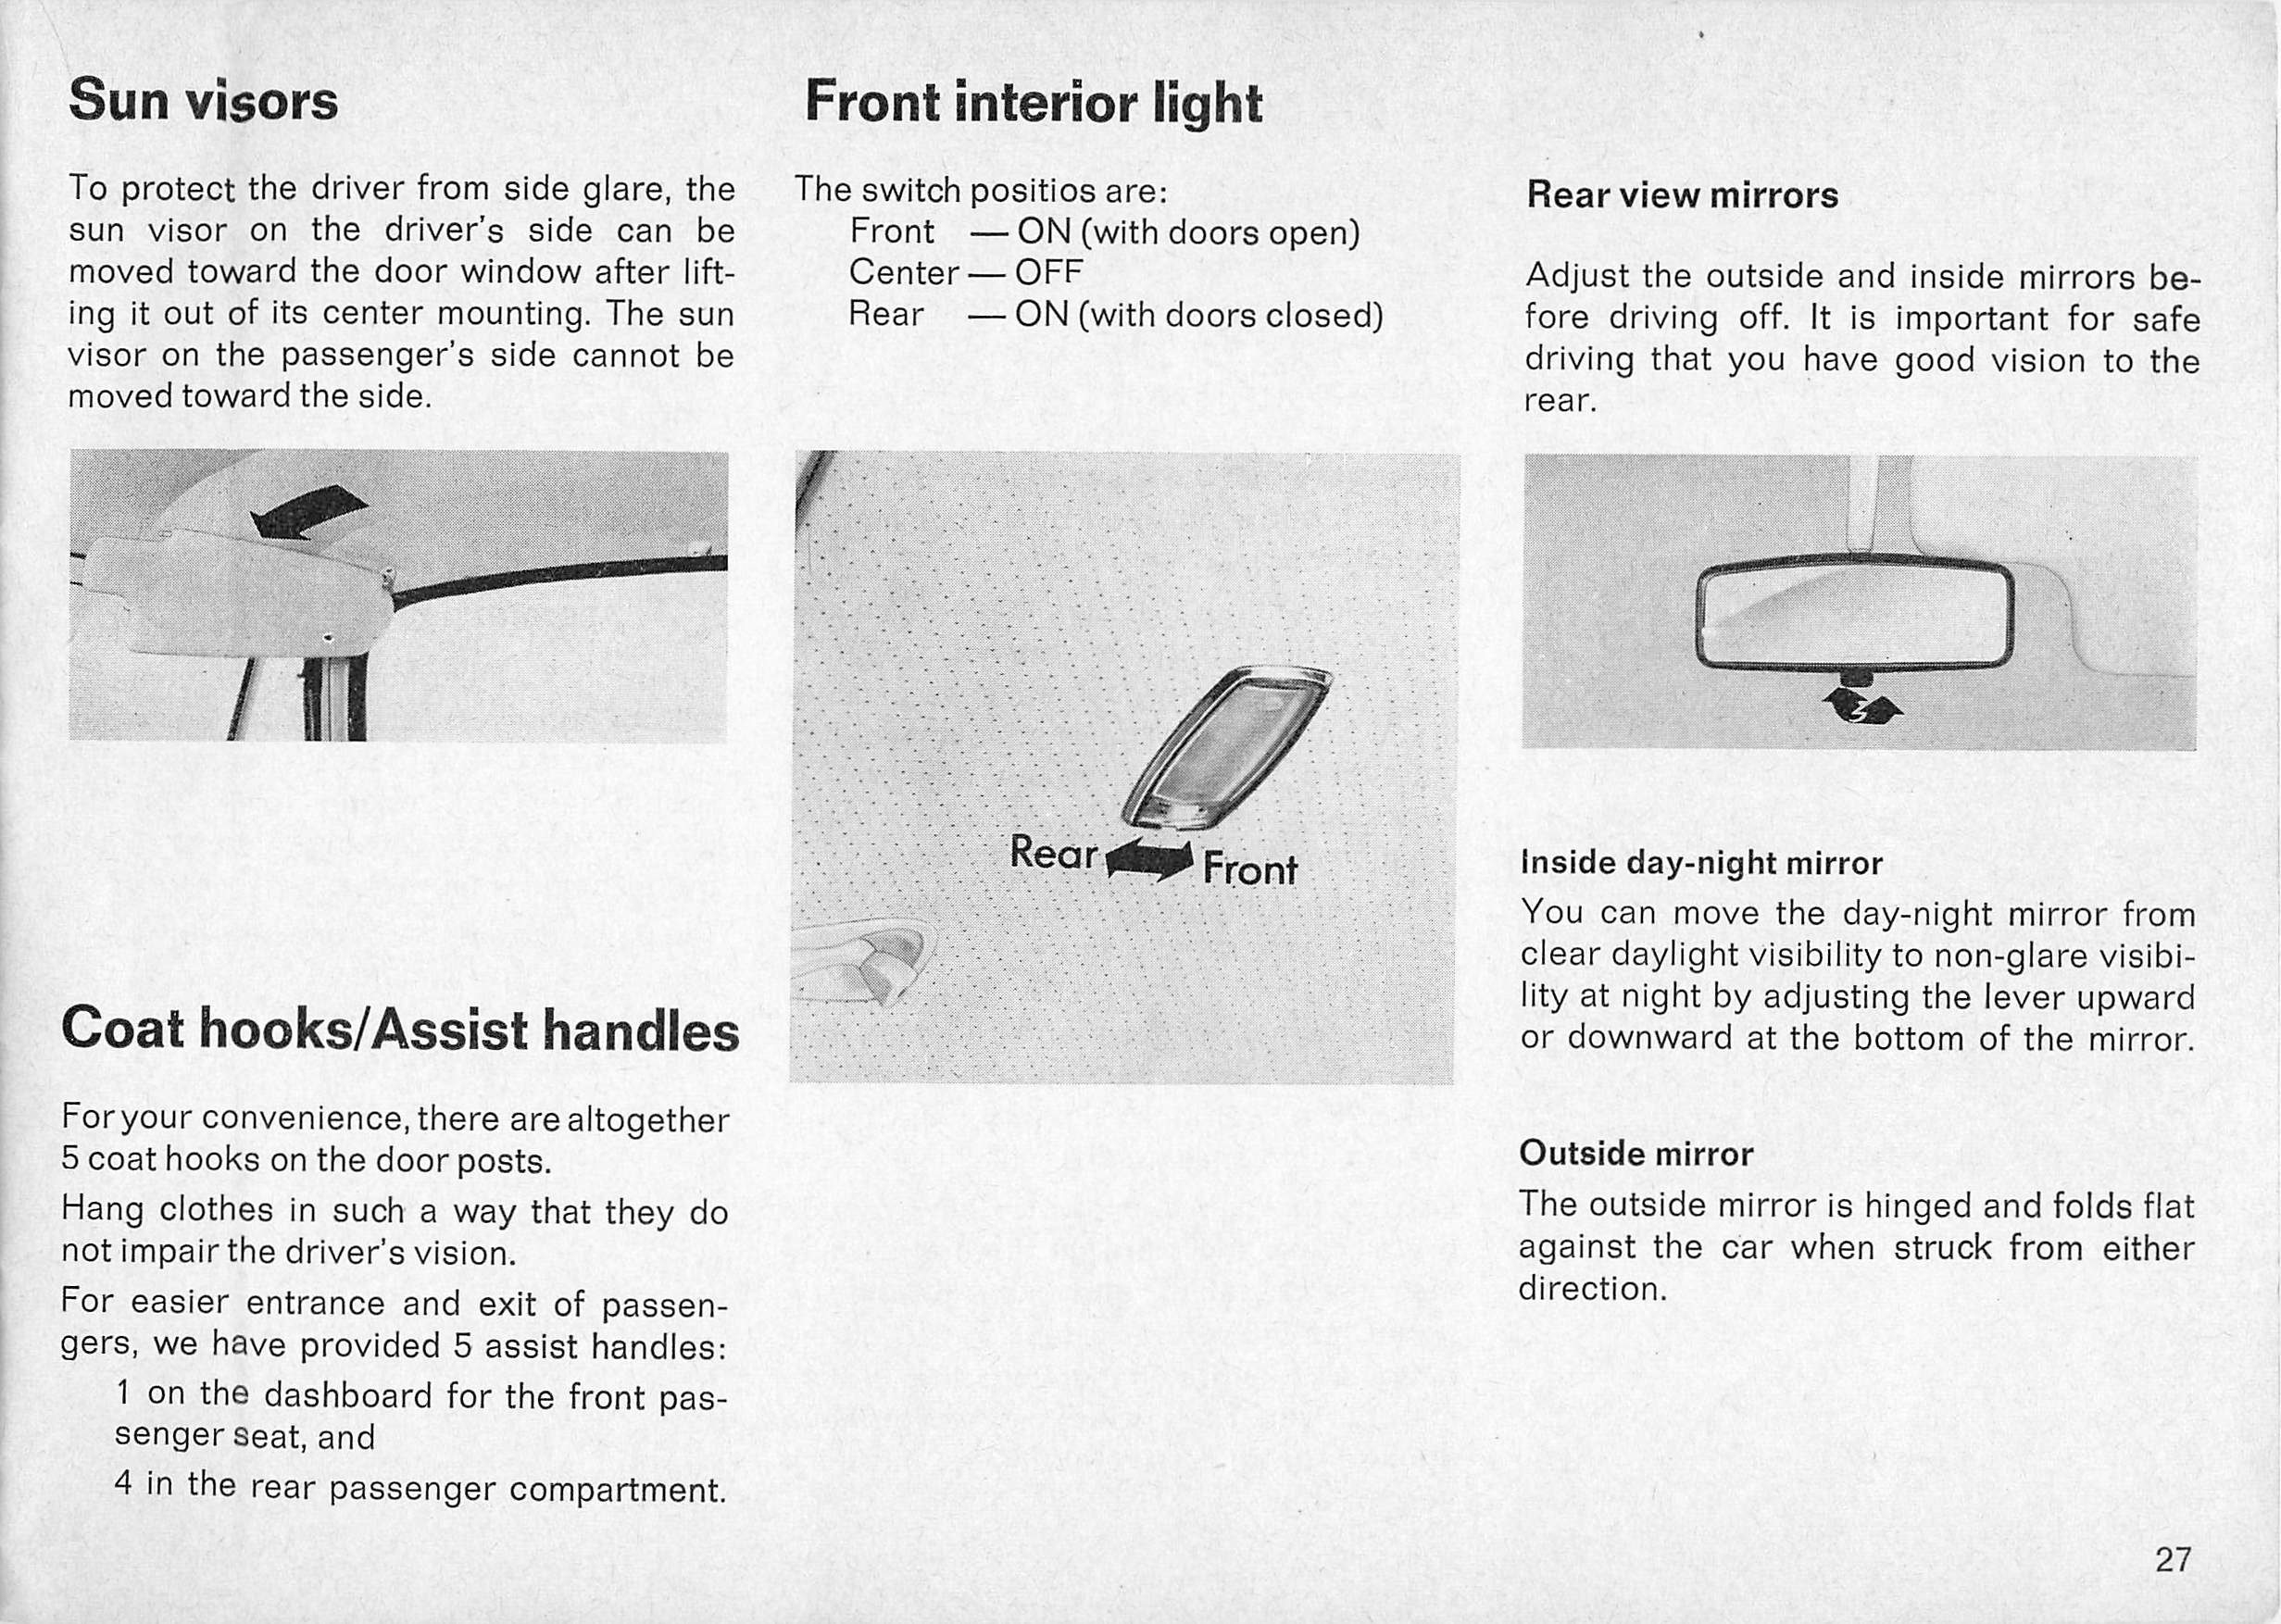 Sun visors
To protect the driver from side glare, the
sun visor on the driver's side can be
moved toward the door window after lift-
ing it out of its center mounting. The sun
visor on the passenger's side cannot be
moved toward the side.
Coat hooks/Assist handles
For your convenience, there are altogether
5 coat hooks on the door posts.
Hang clothes in such a way that they do
not impair the driver's vision.
For easier entrance and exit of passen-
gers, we have provided 5 assist handles:
1 on the dashboard for the front pas-
senger seat, and
4 in the rear passenger compartment.
Front interior light
The switch positios are:
Front — ON (with doors open)
Center — OFF
Rear — ON (with doors closed)
Rear Front
Rear view mirrors
Adjust the outside and inside mirrors be-
fore driving off. It is important for safe
driving that you have good vision to the
rear.
Inside day-night mirror
You can move the day-night mirror from
clear daylight visibility to non-glare visibi-
lity at night by adjusting the lever upward
or downward at the bottom of the mirror.
Outside mirror
The outside mirror is hinged and folds flat
against the car when struck from either
direction.
27